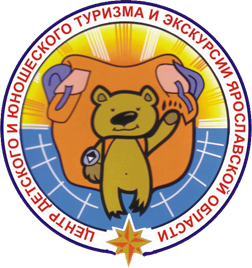 ЦЕНТР ДЕТСКОГО И ЮНОШЕСКОГО ТУРИЗМА И ЭКСКУРСИЙ ЯРОСЛАВСКОЙ ОБЛАСТИ